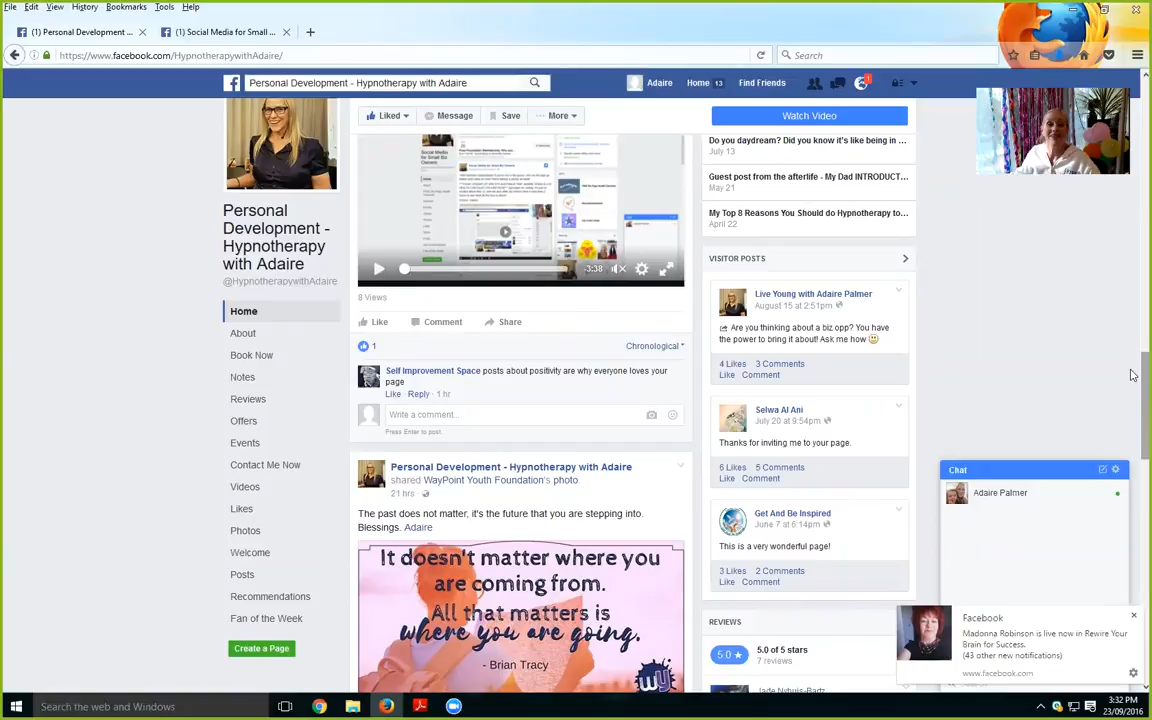 File Edit View History Bookmarks Tools Help
(1) Personal Development ...
(1) Social Media for Small ...
https://www.facebook.com/HypnotherapywithAdaire/
Search
Personal Development - Hypnotherapy with Adaire
Adaire
Home 13
Find Friends
Liked
Message
Save
More
Watch Video
Personal
Development -
Hypnotherapy
with Adaire
@HypnotherapywithAdaire
Home
About
Book Now
Notes
Reviews
Offers
Events
Contact Me Now
Videos
Likes
Photos
Welcome
Posts
Recommendations
Fan of the Week
Create a Page
-3:38
8 Views
Like Comment Share
1
Chronological
Self Improvement Space posts about positivity are why everyone loves your
page
Like · Reply · 1 hr
Write a comment...
Press Enter to post.
Personal Development - Hypnotherapy with Adaire
shared WayPoint Youth Foundation's photo
21 hrs
The past does not matter, it's the future that you are stepping into.
Blessings. Adaire
It doesn't matter where you
are coming from.
All that matters is
where you are going.
- Brian Tracy
Do you daydream? Did you know it's like being in ...
July 13
Guest post from the afterlife - My Dad INTRODUCT...
May 21
My Top 8 Reasons You Should do Hypnotherapy to...
April 22
VISITOR POSTS
Live Young with Adaire Palmer
August 15 at 2:51pm
Are you thinking about a biz opp? You have
the power to bring it about! Ask me how
4 Likes 3 Comments
Like Comment
Selwa Al Ani
July 20 at 9:54pm
Thanks for inviting me to your page.
6 Likes 5 Comments
Like Comment
Get And Be Inspired
June 7 at 6:14pm
This is a very wonderful page!
3 Likes 2 Comments
Like Comment
REVIEWS
5.0 ★
5.0 of 5 stars
7 reviews
Jade Nyhuis-Bartz
Chat
Adaire Palmer
Facebook
Madonna Robinson is live now in Rewire Your
Brain for Success.
(43 other new notifications)
www.facebook.com
Search the web and Windows
3:32 PM
23/09/2016